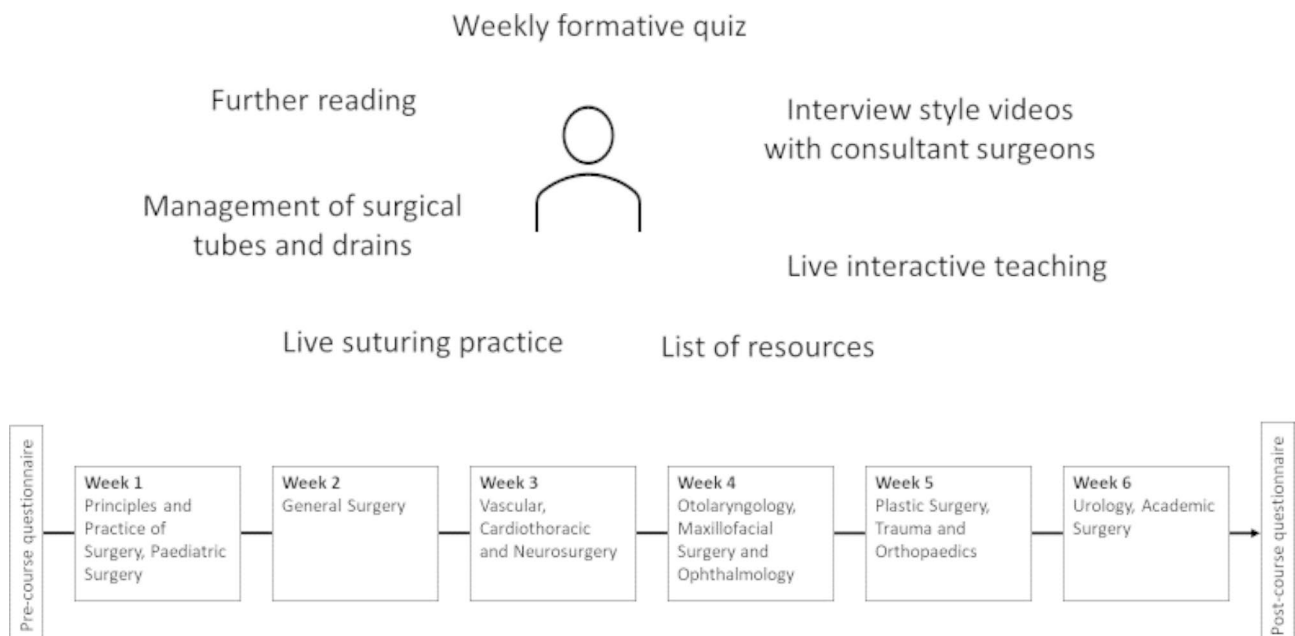 Weekly formative quiz
Further reading
Interview style videos
with consultant surgeons
Management of surgical
tubes and drains
Live interactive teaching
Live suturing practice
List of resources
Pre-course questionnaire
Week 1
Principles and
Practice of
Surgery, Paediatric
Surgery
Week 2
General Surgery
Week 3
Vascular,
Cardiothoracic
and Neurosurgery
Week 4
Otolaryngology,
Maxillofacial
Surgery and
Ophthalmology
Week 5
Plastic Surgery,
Trauma and
Orthopaedics
Week 6
Urology, Academic
Surgery
Post-course questionnaire